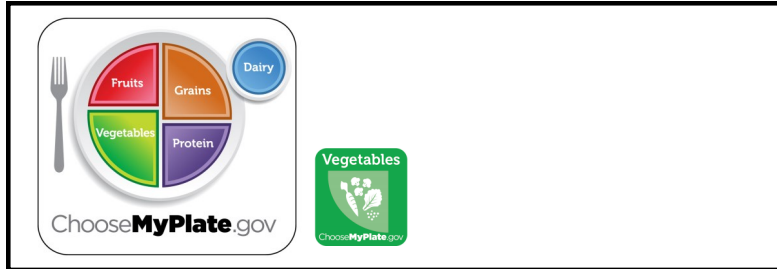 Fruits
Grains
Dairy
Vegetables
Protein
ChooseMyPlate.gov
Vegetables
ChooseMyPlate.gov